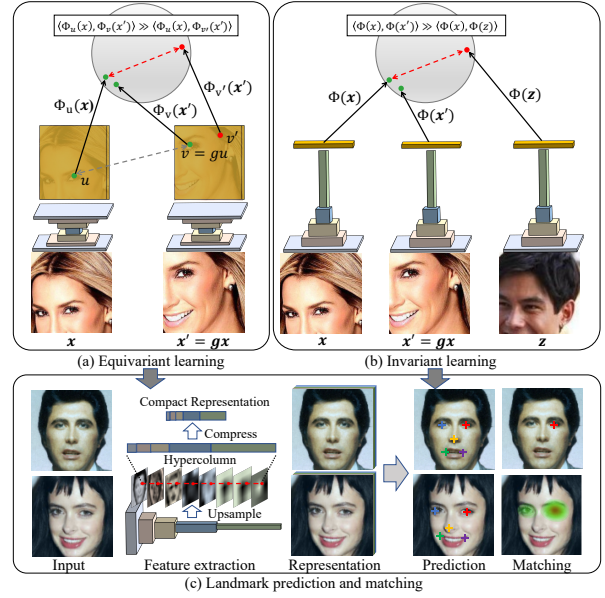 ⟨Φᵤ(x), Φᵥ(x′)⟩ ≫ ⟨Φᵤ(x), Φᵥ′(x′)⟩
Φᵤ(x)
Φᵥ(x′)
Φᵥ′(x′)
u
v = gu
v′
x
x′ = gx
(a) Equivariant learning
⟨Φ(x), Φ(x′)⟩ ≫ ⟨Φ(x), Φ(z)⟩
Φ(x)
Φ(x′)
Φ(z)
x
x′ = gx
z
(b) Invariant learning
Compact Representation
Compress
Hypercolumn
Upsample
Input
Feature extraction
Representation
Prediction
Matching
(c) Landmark prediction and matching